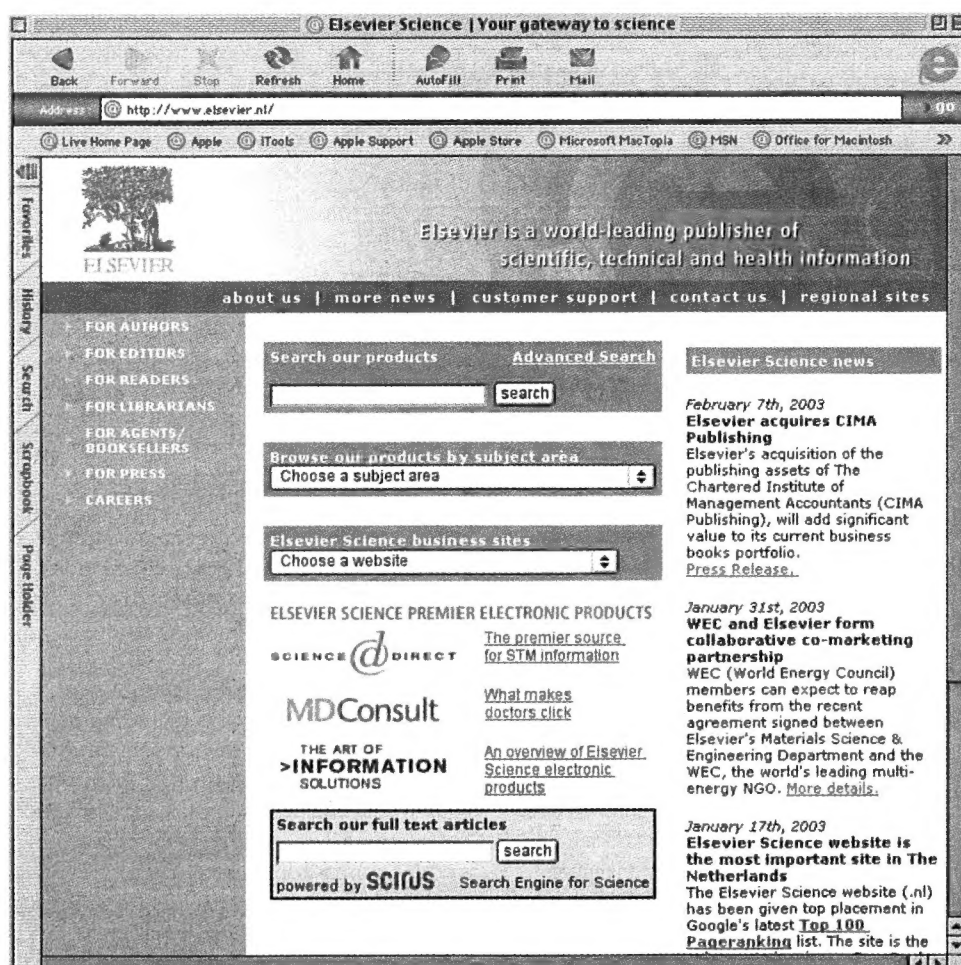 Elsevier Science | Your gateway to science
Back Forward Stop Refresh Home AutoFill Print Mail
Address: http://www.elsevier.nl/ go
Live Home Page Apple iTools Apple Support Apple Store Microsoft MacTopia MSN Office for Macintosh >>
Favorites
History
Search
Scrapbook
Page Holder
ELSEVIER
Elsevier is a world-leading publisher of
scientific, technical and health information
about us | more news | customer support | contact us | regional sites
FOR AUTHORS
FOR EDITORS
FOR READERS
FOR LIBRARIANS
FOR AGENTS/
BOOKSELLERS
FOR PRESS
CAREERS
Search our products Advanced Search
search
Browse our products by subject area
Choose a subject area
Elsevier Science business sites
Choose a website
ELSEVIER SCIENCE PREMIER ELECTRONIC PRODUCTS
SCIENCE d DIRECT
The premier source
for STM information
MDConsult
What makes
doctors click
THE ART OF
>INFORMATION
SOLUTIONS
An overview of Elsevier
Science electronic
products
Search our full text articles
search
powered by SCIRUS Search Engine for Science
Elsevier Science news
February 7th, 2003
Elsevier acquires CIMA
Publishing
Elsevier's acquisition of the
publishing assets of The
Chartered Institute of
Management Accountants (CIMA
Publishing), will add significant
value to its current business
books portfolio.
Press Release.
January 31st, 2003
WEC and Elsevier form
collaborative co-marketing
partnership
WEC (World Energy Council)
members can expect to reap
benefits from the recent
agreement signed between
Elsevier's Materials Science &
Engineering Department and the
WEC, the world's leading multi-
energy NGO. More details.
January 17th, 2003
Elsevier Science website is
the most important site in The
Netherlands
The Elsevier Science website (.nl)
has been given top placement in
Google's latest Top 100
Pageranking list. The site is the